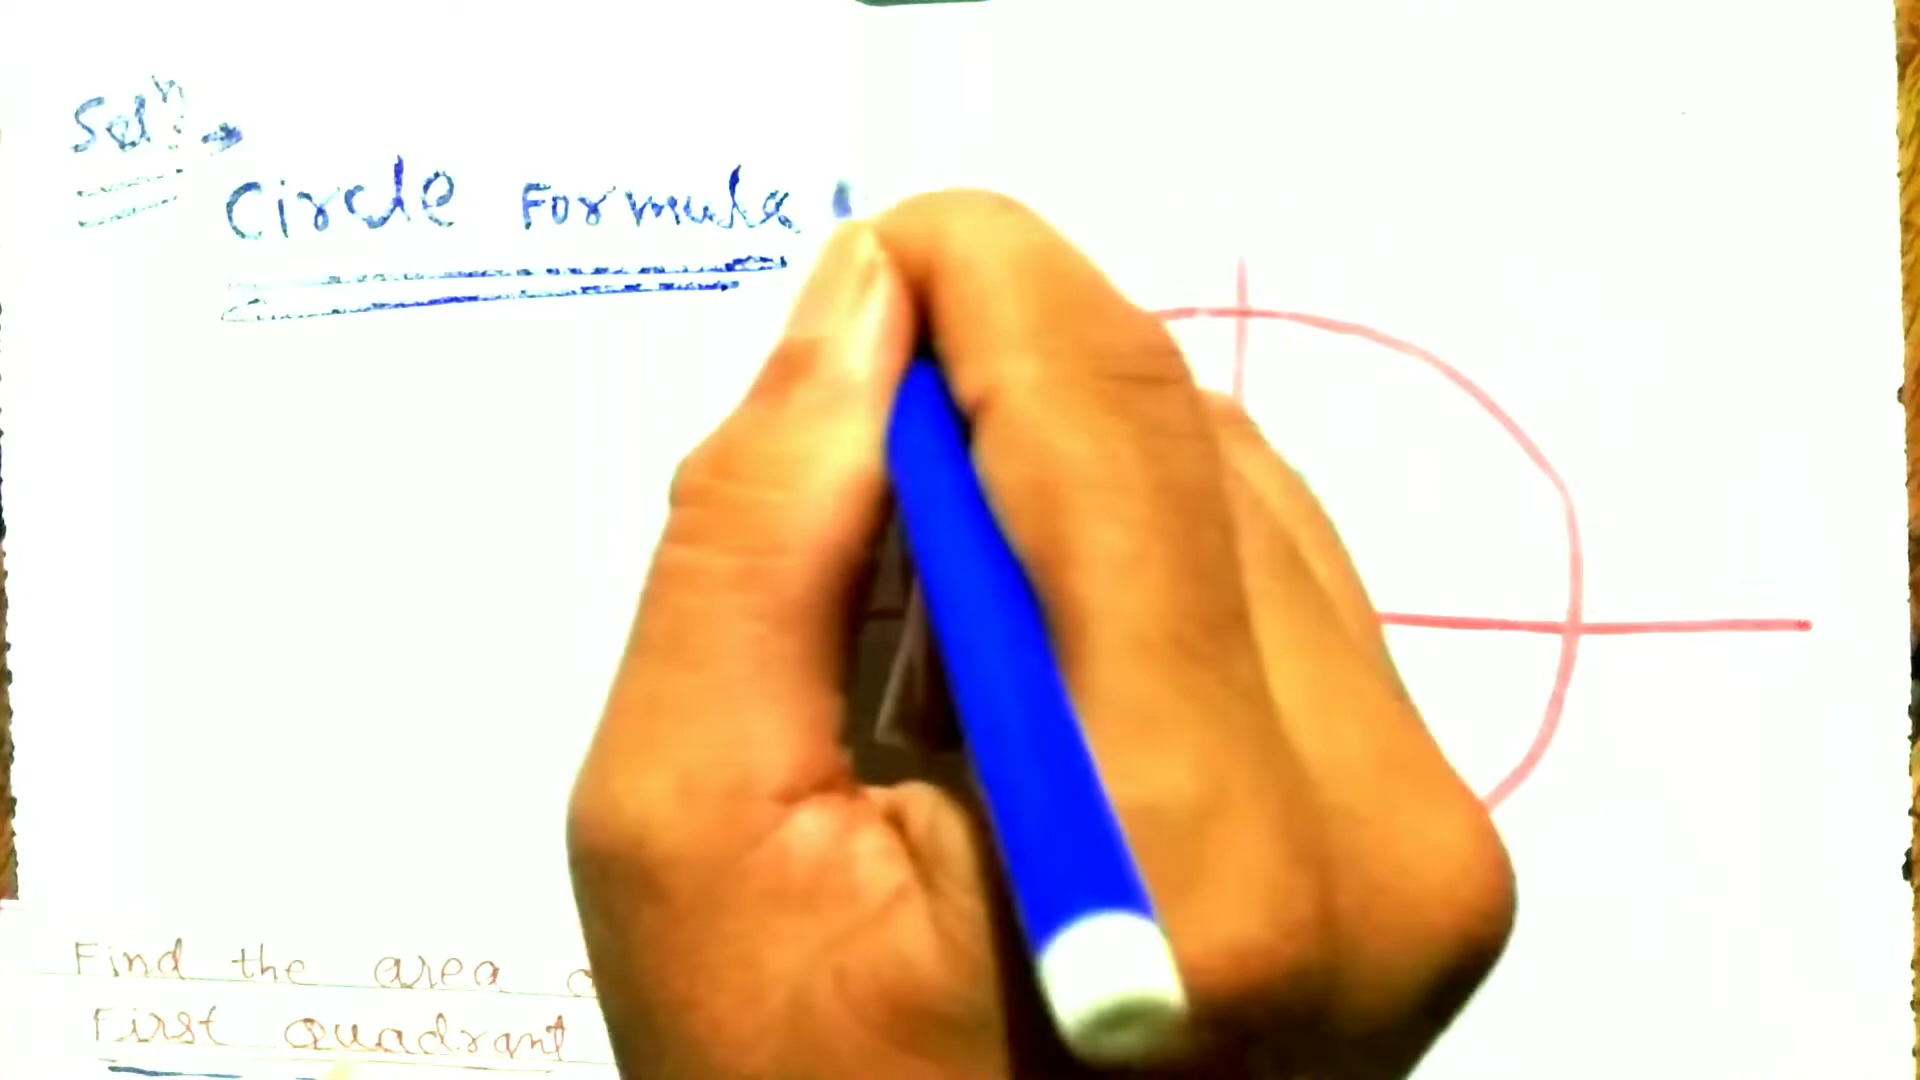 Solⁿ: →
Circle Formula
Find the area
First quadrant